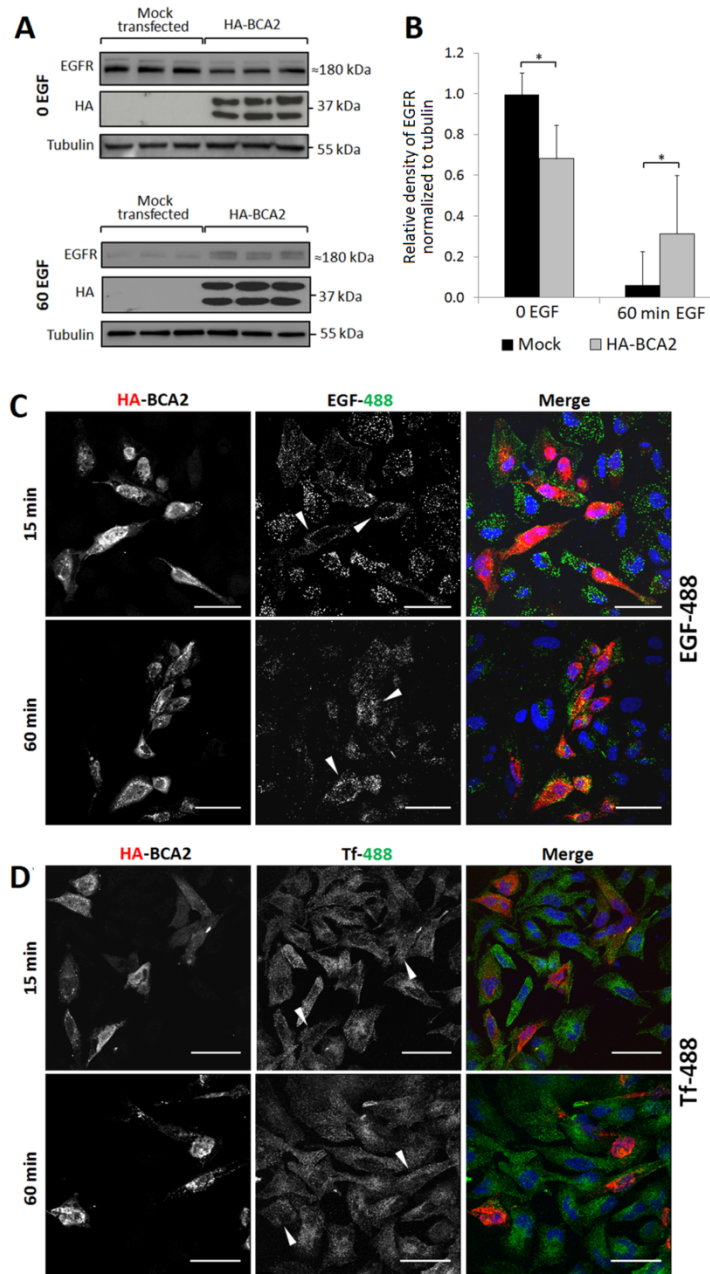 A
Mock transfected
HA-BCA2
0 EGF
EGFR
≈180 kDa
HA
37 kDa
Tubulin
55 kDa
Mock transfected
HA-BCA2
60 EGF
EGFR
≈180 kDa
HA
37 kDa
Tubulin
55 kDa
B
Relative density of EGFR
normalized to tubulin
1.2
1.0
0.8
0.6
0.4
0.2
0.0
*
*
0 EGF
60 min EGF
Mock
HA-BCA2
C
HA-BCA2
EGF-488
Merge
15 min
60 min
EGF-488
D
HA-BCA2
Tf-488
Merge
15 min
60 min
Tf-488